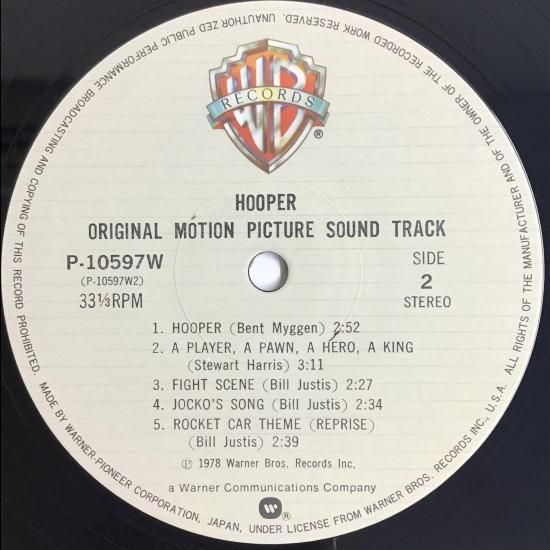 UNAUTHORIZED PUBLIC PERFORMANCE BROADCASTING AND COPYING OF THIS RECORD PROHIBITED. MADE BY WARNER-PIONEER CORPORATION, JAPAN, UNDER LICENSE FROM WARNER BROS. RECORDS INC., U.S.A. ALL RIGHTS OF THE MANUFACTURER AND OF THE OWNER OF THE RECORDED WORK RESERVED.
WB
RECORDS
®
HOOPER
ORIGINAL MOTION PICTURE SOUND TRACK
P-10597W
(P-10597W2)
33⅓RPM
SIDE
2
STEREO
1. HOOPER (Bent Myggen) 2:52
2. A PLAYER, A PAWN, A HERO, A KING
(Stewart Harris) 3:11
3. FIGHT SCENE (Bill Justis) 2:27
4. JOCKO'S SONG (Bill Justis) 2:34
5. ROCKET CAR THEME (REPRISE)
(Bill Justis) 2:39
Ⓟ 1978 Warner Bros. Records Inc.
a Warner Communications Company
®